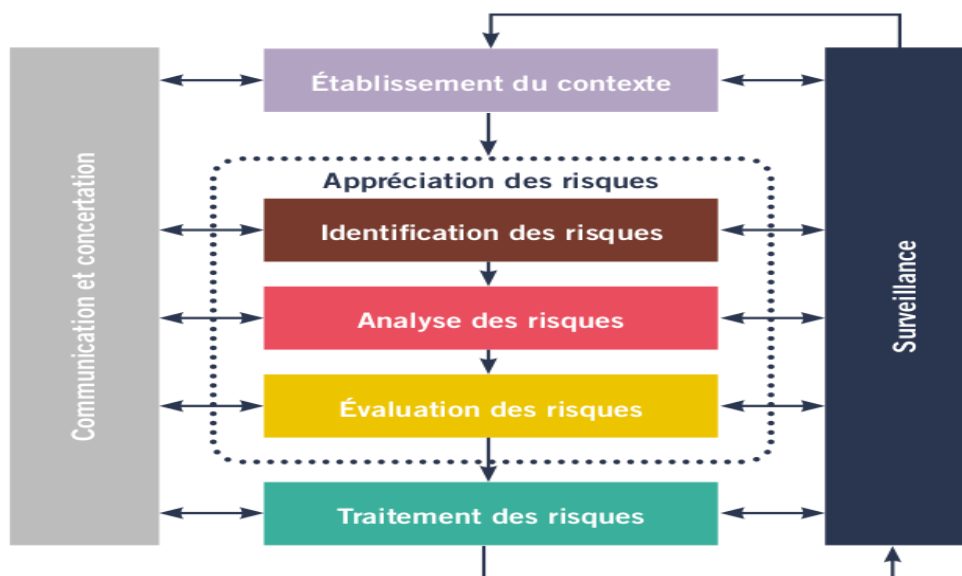 Établissement du contexte
Communication et concertation
Appréciation des risques
Identification des risques
Analyse des risques
Évaluation des risques
Traitement des risques
Surveillance